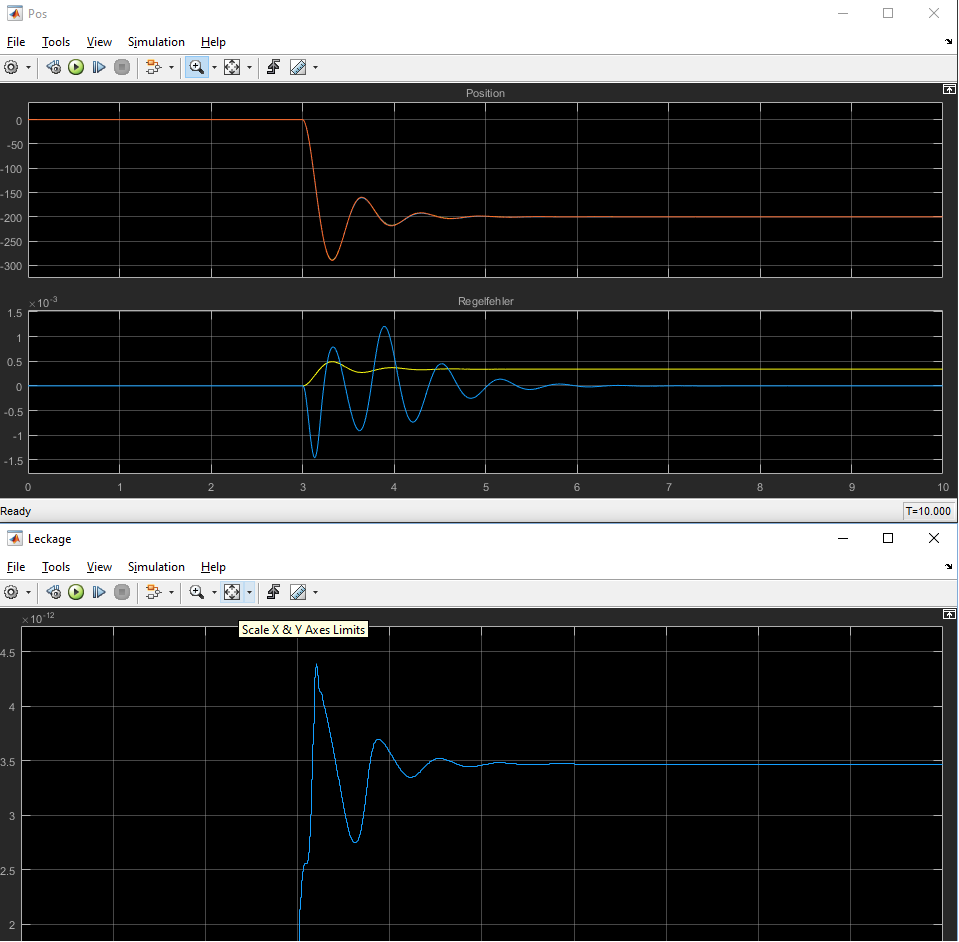 Pos
File Tools View Simulation Help
Position
0
-50
-100
-150
-200
-250
-300
×10-3
Regelfehler
1.5
1
0.5
0
-0.5
-1
-1.5
0 1 2 3 4 5 6 7 8 9 10
Ready T=10.000
Leckage
File Tools View Simulation Help
×10-12
Scale X & Y Axes Limits
4.5
4
3.5
3
2.5
2